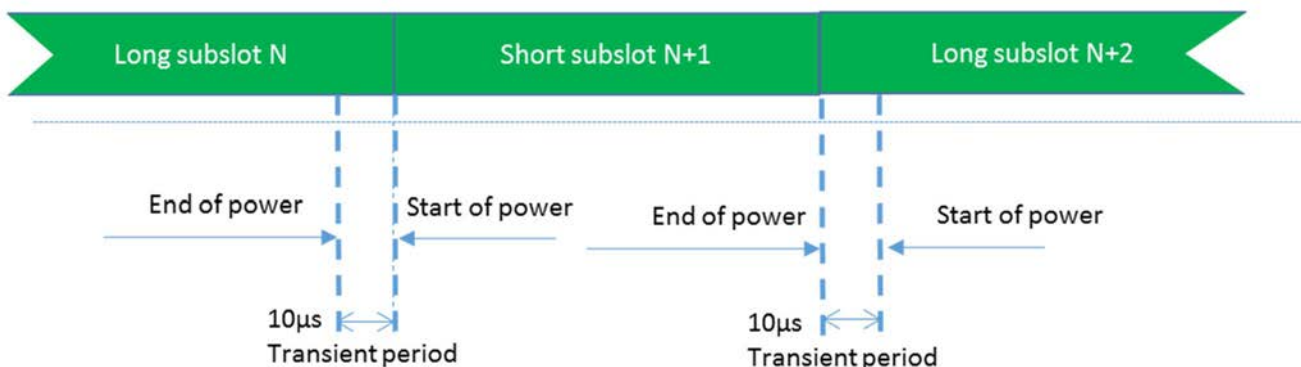 Long subslot N
Short subslot N+1
Long subslot N+2
End of power
Start of power
End of power
Start of power
10µs
Transient period
10µs
Transient period